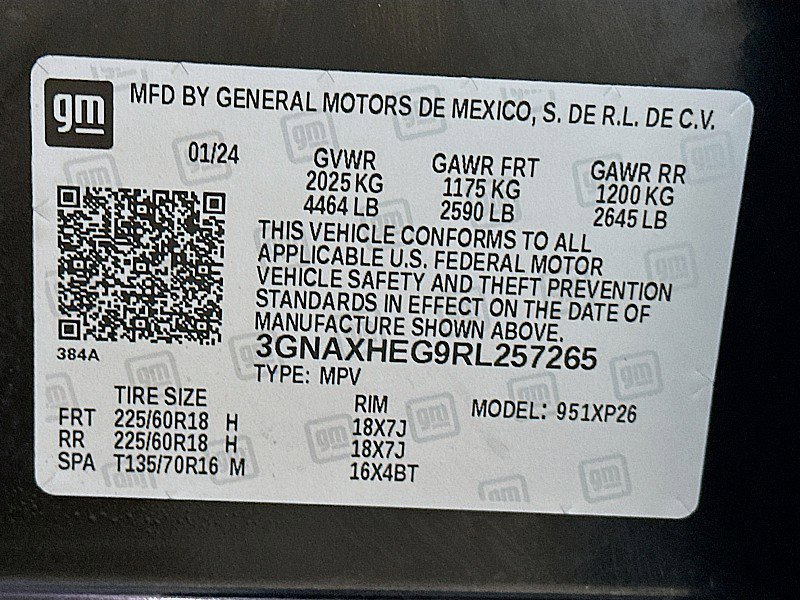 gm
MFD BY GENERAL MOTORS DE MEXICO, S. DE R.L. DE C.V.
01/24 GVWR GAWR FRT GAWR RR
2025 KG 1175 KG 1200 KG
4464 LB 2590 LB 2645 LB
THIS VEHICLE CONFORMS TO ALL
APPLICABLE U.S. FEDERAL MOTOR
VEHICLE SAFETY AND THEFT PREVENTION
STANDARDS IN EFFECT ON THE DATE OF
MANUFACTURE SHOWN ABOVE.
384A
3GNAXHEG9RL257265
TYPE: MPV
TIRE SIZE RIM MODEL: 951XP26
FRT 225/60R18 H 18X7J
RR 225/60R18 H 18X7J
SPA T135/70R16 M 16X4BT